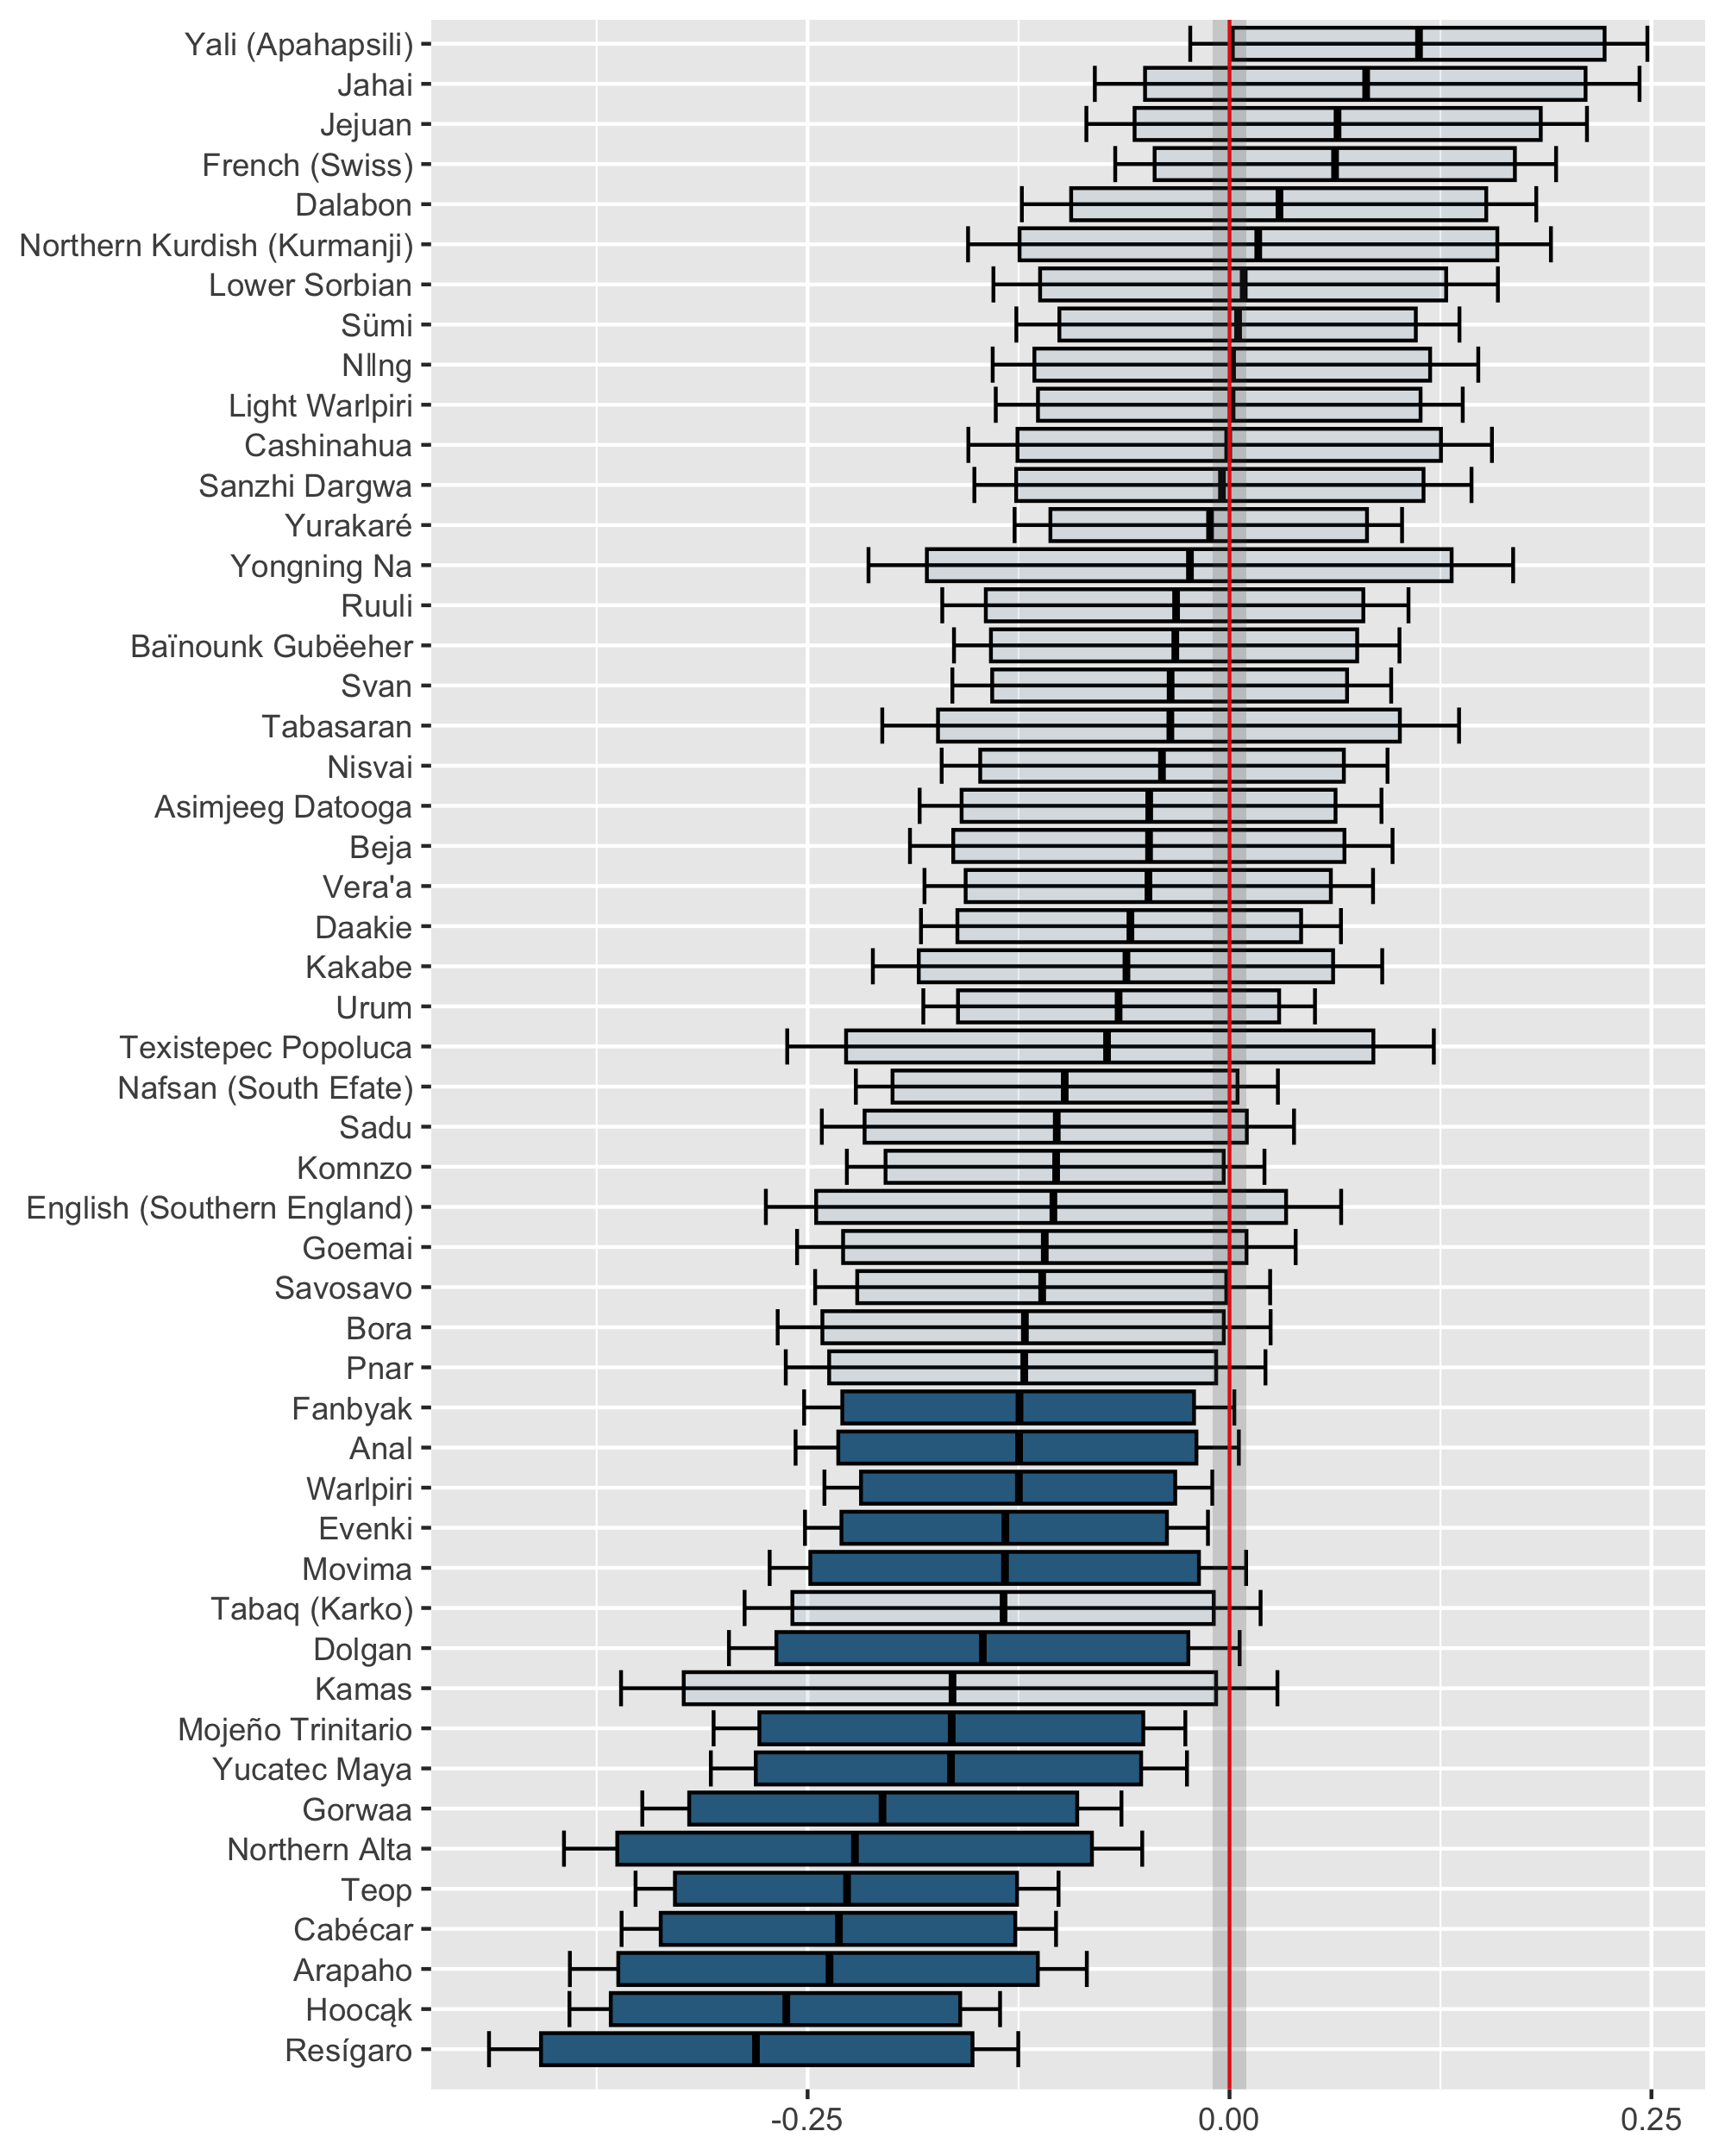 Yali (Apahapsili)
Jahai
Jejuan
French (Swiss)
Dalabon
Northern Kurdish (Kurmanji)
Lower Sorbian
Sümi
Nǁng
Light Warlpiri
Cashinahua
Sanzhi Dargwa
Yurakaré
Yongning Na
Ruuli
Baïnounk Gubëeher
Svan
Tabasaran
Nisvai
Asimjeeg Datooga
Beja
Vera'a
Daakie
Kakabe
Urum
Texistepec Popoluca
Nafsan (South Efate)
Sadu
Komnzo
English (Southern England)
Goemai
Savosavo
Bora
Pnar
Fanbyak
Anal
Warlpiri
Evenki
Movima
Tabaq (Karko)
Dolgan
Kamas
Mojeño Trinitario
Yucatec Maya
Gorwaa
Northern Alta
Teop
Cabécar
Arapaho
Hoocąk
Resígaro
-0.25 0.00 0.25